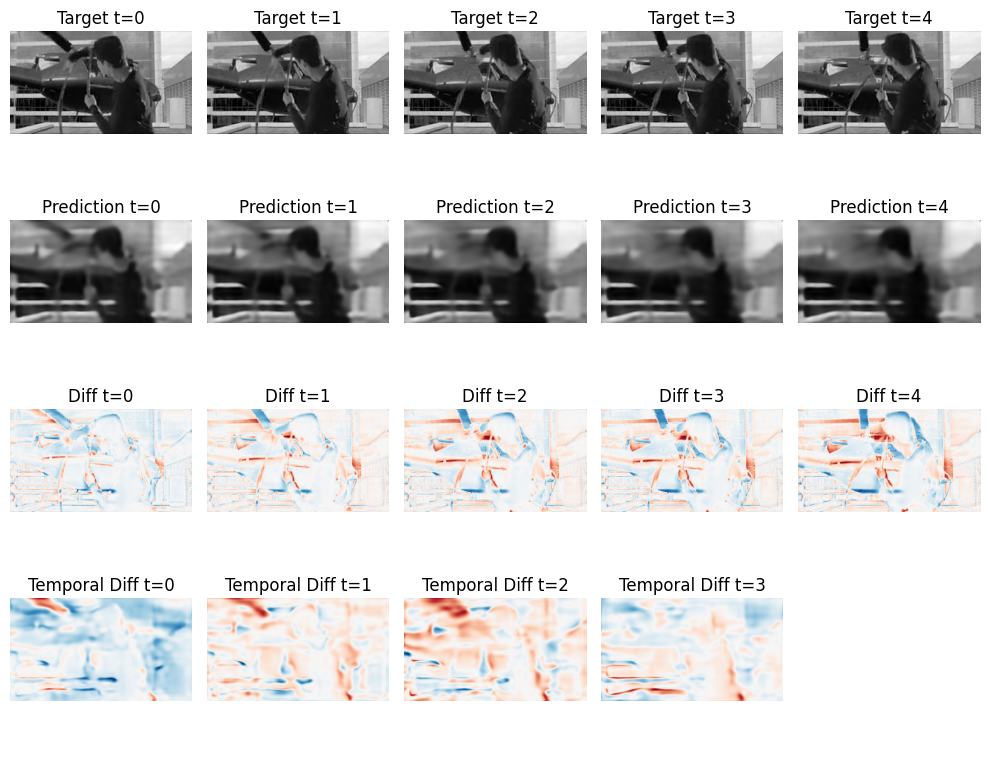 Target t=0 Target t=1 Target t=2 Target t=3 Target t=4
Prediction t=0 Prediction t=1 Prediction t=2 Prediction t=3 Prediction t=4
Diff t=0 Diff t=1 Diff t=2 Diff t=3 Diff t=4
Temporal Diff t=0 Temporal Diff t=1 Temporal Diff t=2 Temporal Diff t=3